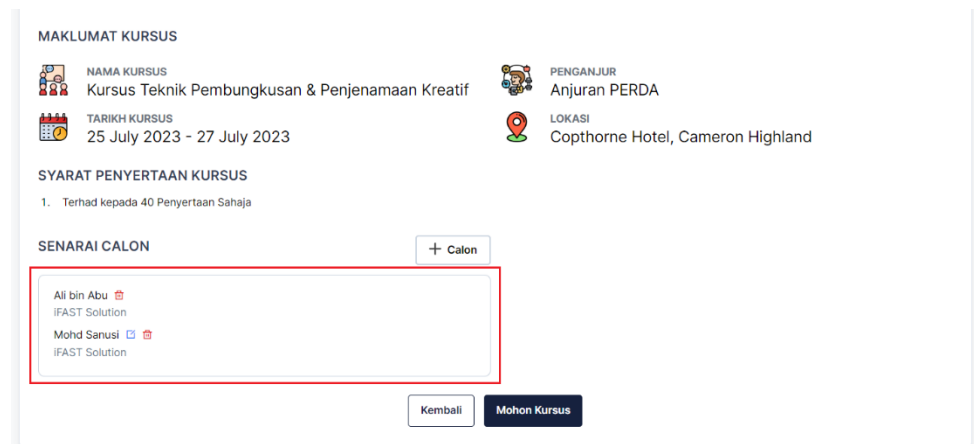 MAKLUMAT KURSUS
NAMA KURSUS
Kursus Teknik Pembungkusan & Penjenamaan Kreatif
PENGANJUR
Anjuran PERDA
TARIKH KURSUS
25 July 2023 - 27 July 2023
LOKASI
Copthorne Hotel, Cameron Highland
SYARAT PENYERTAAN KURSUS
1. Terhad kepada 40 Penyertaan Sahaja
SENARAI CALON
+ Calon
Ali bin Abu
iFAST Solution
Mohd Sanusi
iFAST Solution
Kembali
Mohon Kursus